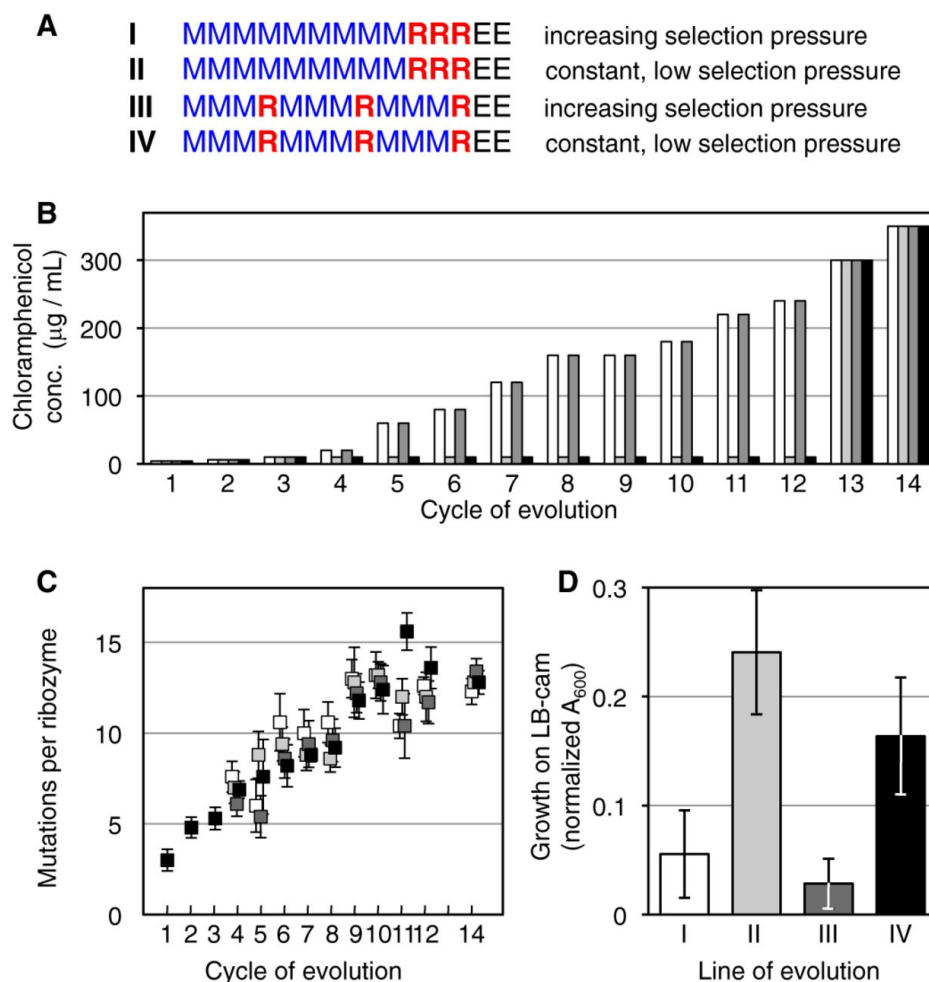 A
I MMMMMMMMMMRRREE increasing selection pressure
II MMMMMMMMMMRRREE constant, low selection pressure
III MMMRMMMRMMMREE increasing selection pressure
IV MMMRMMMRMMMREE constant, low selection pressure
B
Chloramphenicol
conc. (μg / mL)
300
200
100
0
1 2 3 4 5 6 7 8 9 10 11 12 13 14
Cycle of evolution
C
Mutations per ribozyme
15
10
5
0
1 2 3 4 5 6 7 8 9 10 11 12 14
Cycle of evolution
D
Growth on LB-cam
(normalized A600)
0.3
0.2
0.1
0
I II III IV
Line of evolution